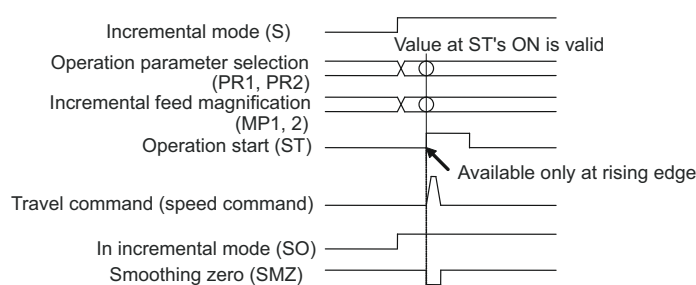 Incremental mode (S)
Value at ST's ON is valid
Operation parameter selection
(PR1, PR2)
Incremental feed magnification
(MP1, 2)
Operation start (ST)
Available only at rising edge
Travel command (speed command)
In incremental mode (SO)
Smoothing zero (SMZ)